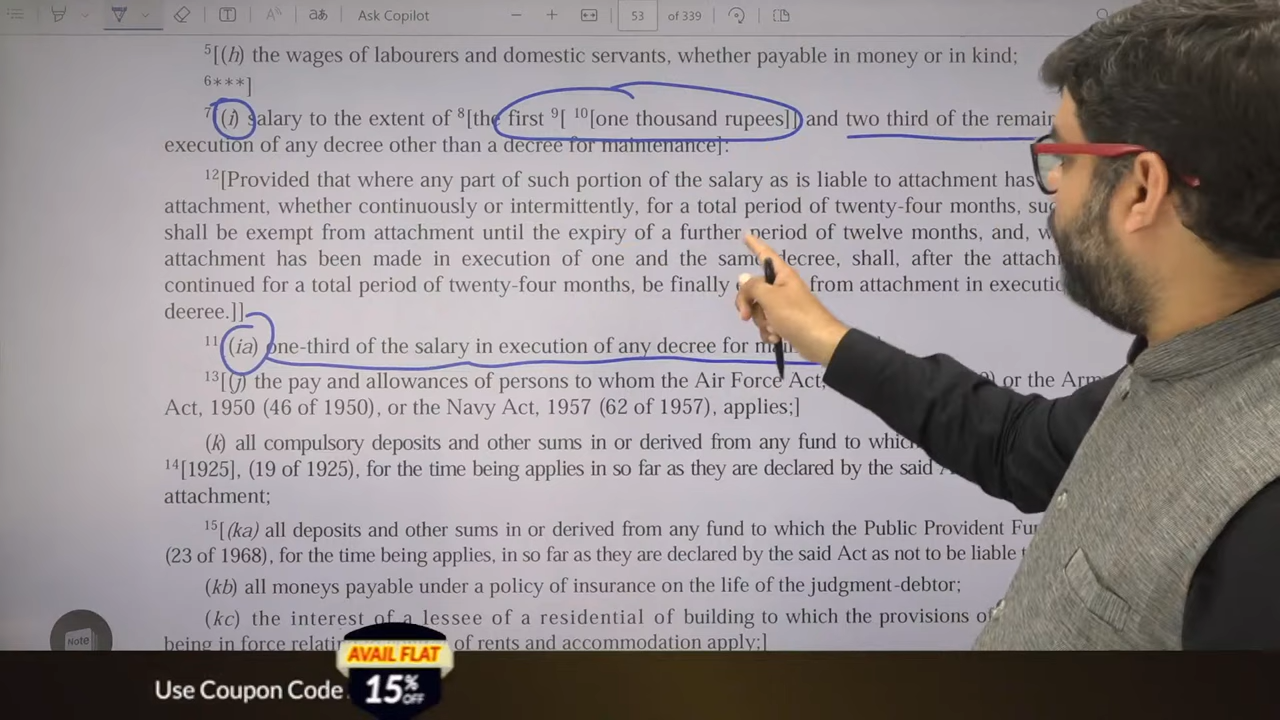 Ask Copilot
53 of 339
5[(h) the wages of labourers and domestic servants, whether payable in money or in kind;
6***]
7(i) salary to the extent of 8[the first 9[ 10[one thousand rupees]] and two third of the remain
execution of any decree other than a decree for maintenance]:
12[Provided that where any part of such portion of the salary as is liable to attachment has
attachment, whether continuously or intermittently, for a total period of twenty-four months, suc
shall be exempt from attachment until the expiry of a further period of twelve months, and, w
attachment has been made in execution of one and the same decree, shall, after the attach
continued for a total period of twenty-four months, be finally from attachment in executio
deeree.]]
11(ia) one-third of the salary in execution of any decree for
13[(j) the pay and allowances of persons to whom the Air Force Act, or the Arm
Act, 1950 (46 of 1950), or the Navy Act, 1957 (62 of 1957), applies;]
(k) all compulsory deposits and other sums in or derived from any fund to which
14[1925], (19 of 1925), for the time being applies in so far as they are declared by the said
attachment;
15[(ka) all deposits and other sums in or derived from any fund to which the Public Provident Fun
(23 of 1968), for the time being applies, in so far as they are declared by the said Act as not to be liable
(kb) all moneys payable under a policy of insurance on the life of the judgment-debtor;
(kc) the interest of a lessee of a residential of building to which the provisions of
being in force relati of rents and accommodation apply;]
Note
AVAIL FLAT
Use Coupon Code 15% OFF